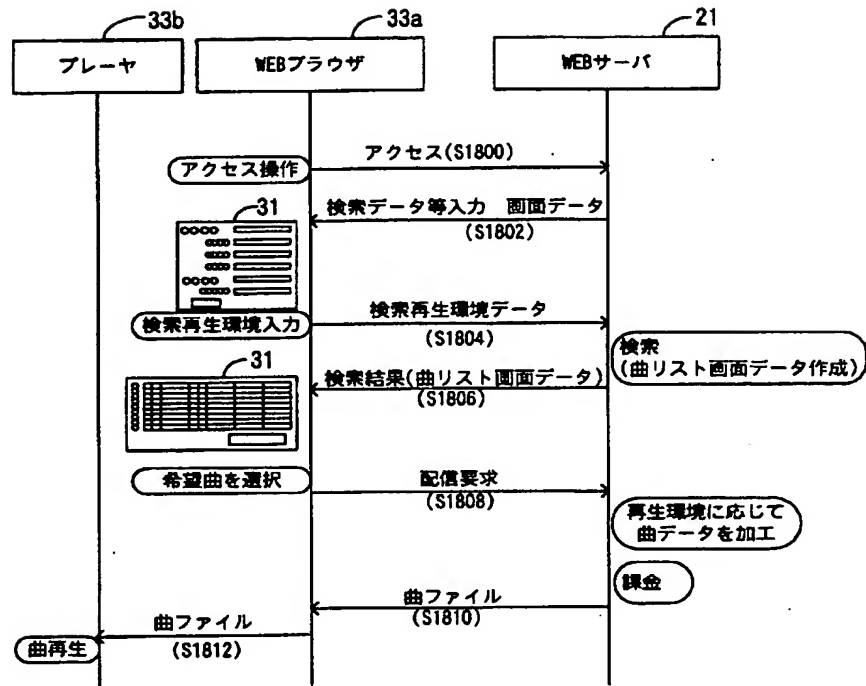 33b
33a
21
プレーヤ
WEBブラウザ
WEBサーバ
アクセス操作
アクセス(S1800)
検索データ等入力　画面データ
(S1802)
31
検索再生環境入力
検索再生環境データ
(S1804)
検索
(曲リスト画面データ作成)
31
検索結果(曲リスト画面データ)
(S1806)
希望曲を選択
配信要求
(S1808)
再生環境に応じて
曲データを加工
課金
曲ファイル
(S1810)
曲ファイル
(S1812)
曲再生